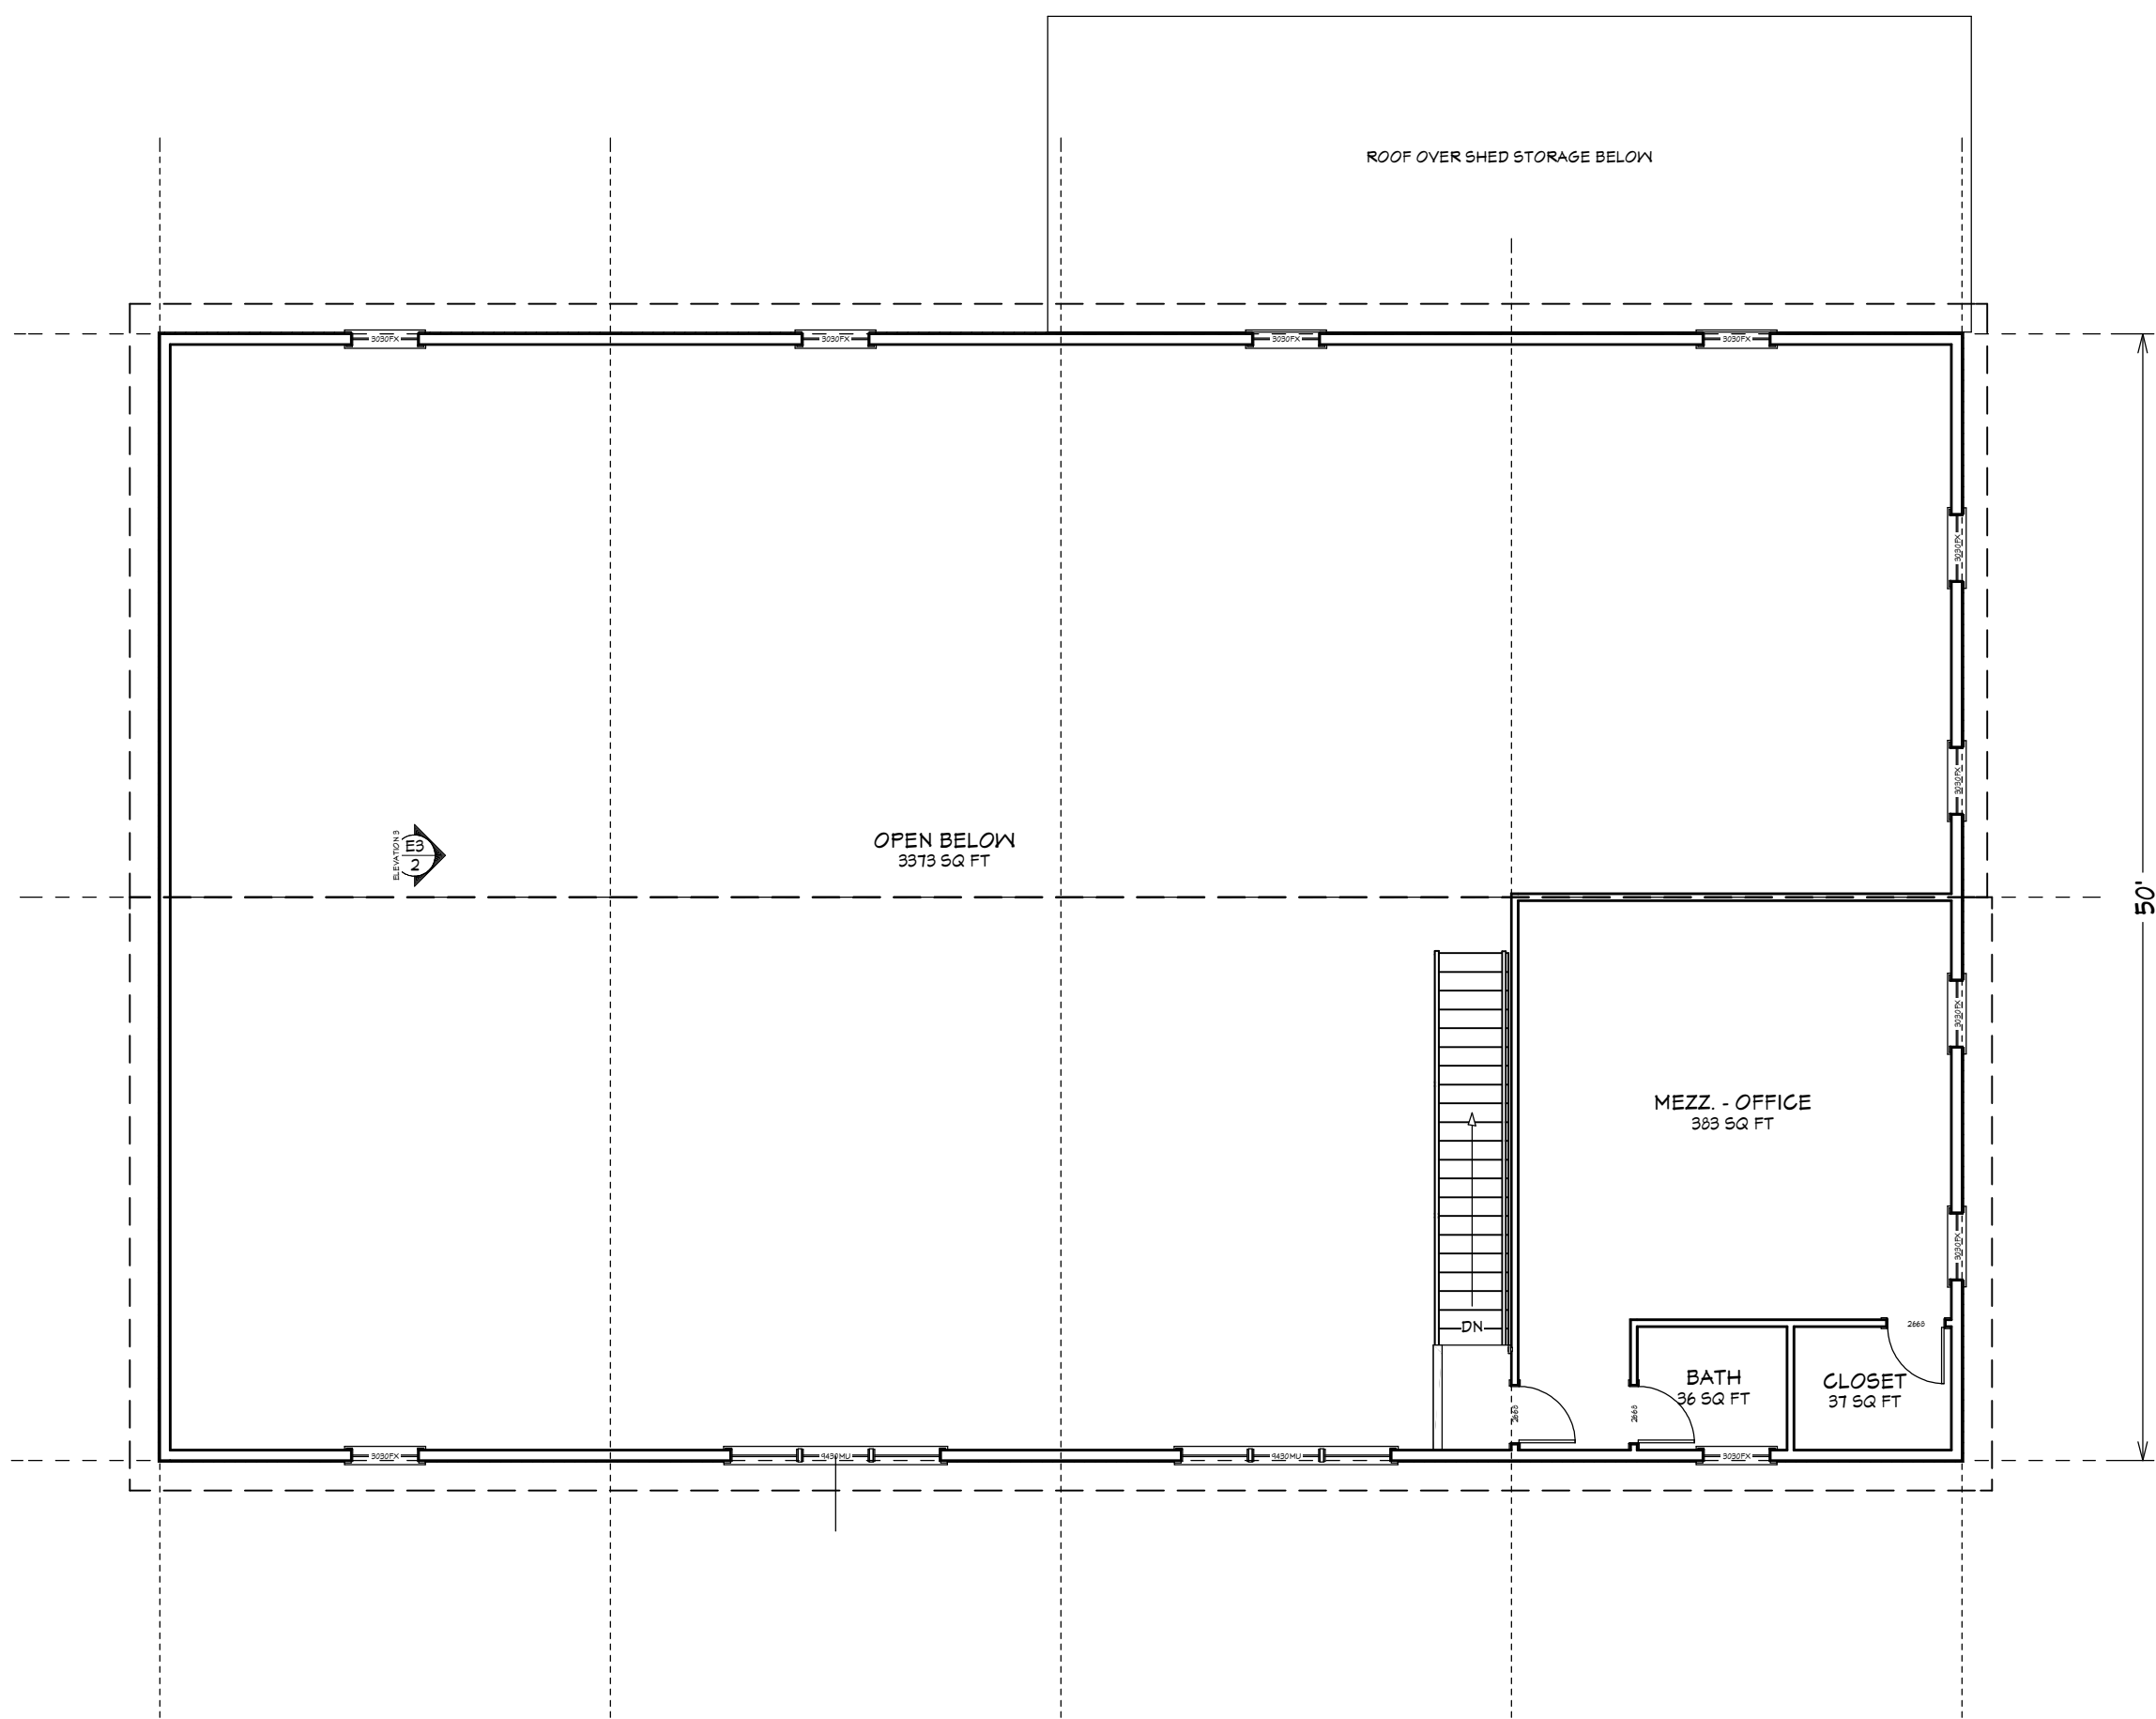 ROOF OVER SHED STORAGE BELOW
3030FX
3030FX
3030FX
3030FX
3030FX
3030FX
ELEVATION 3
E3
2
OPEN BELOW
3373 SQ FT
50'
3030FX
MEZZ. - OFFICE
383 SQ FT
3030FX
DN
2668
BATH
36 SQ FT
CLOSET
37 SQ FT
2668
2668
3030FX
9430MU
9430MU
3030FX